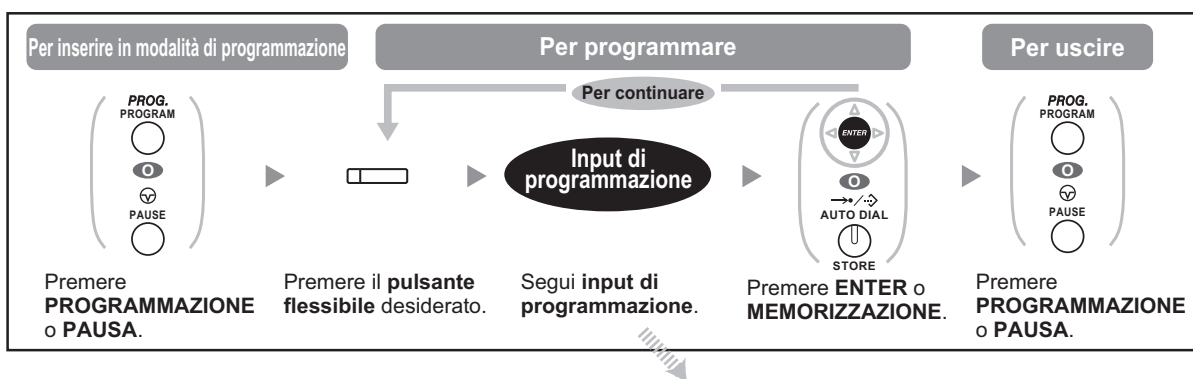 Per inserire in modalità di programmazione
Per programmare
Per uscire
Per continuare
PROG.
PROGRAM
O
PAUSE
Input di
programmazione
ENTER
O
AUTO DIAL
STORE
PROG.
PROGRAM
O
PAUSE
Premere
PROGRAMMAZIONE
o PAUSA.
Premere il pulsante
flessibile desiderato.
Segui input di
programmazione.
Premere ENTER o
MEMORIZZAZIONE.
Premere
PROGRAMMAZIONE
o PAUSA.